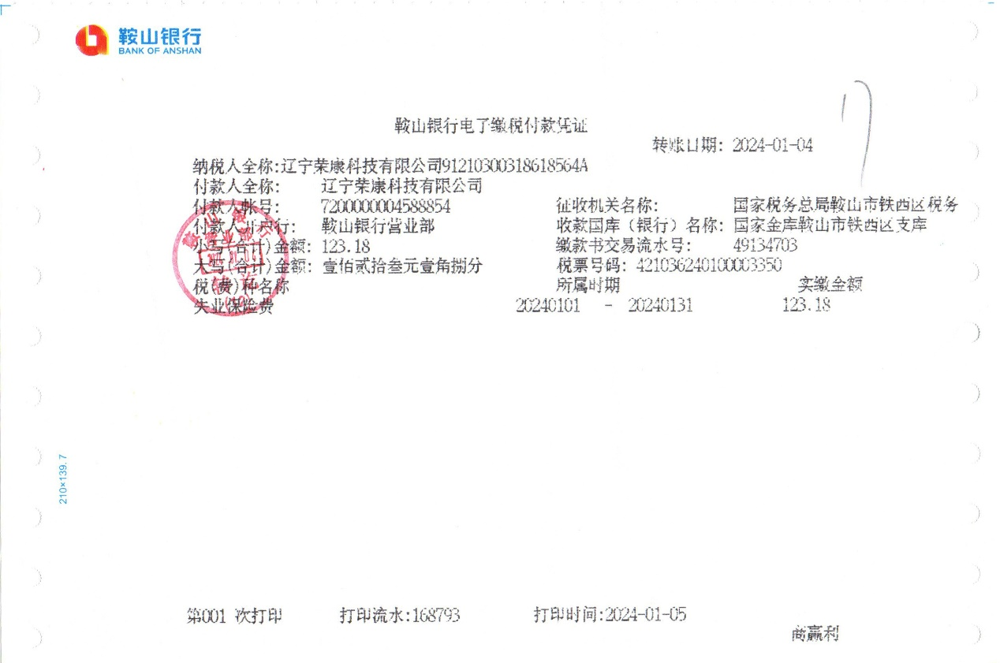 鞍山银行
BANK OF ANSHAN
17
鞍山银行电子缴税付款凭证
转账日期: 2024-01-04
纳税人全称:辽宁荣康科技有限公司91210300318618564A
付款人全称: 辽宁荣康科技有限公司
付款人帐号: 7200000004588854 征收机关名称: 国家税务总局鞍山市铁西区税务
付款人开户行: 鞍山银行营业部 收款国库（银行）名称: 国家金库鞍山市铁西区支库
小写(合计)金额: 123.18 缴款书交易流水号: 49134703
大写(合计)金额: 壹佰贰拾叁元壹角捌分 税票号码: 421036240100003350
税(费)种名称 所属时期 实缴金额
失业保险费 20240101 - 20240131 123.18
210×139.7
第001 次打印 打印流水:168793 打印时间:2024-01-05
商赢利